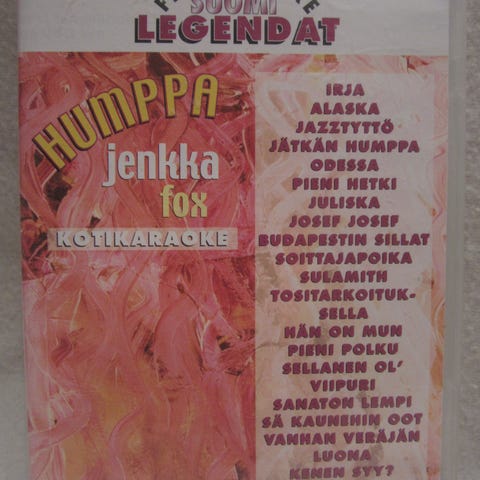 SUOMI
LEGENDAT
HUMPPA
jenkka
fox
KOTIKARAOKE
IRJA
ALASKA
JAZZTYTTÖ
JÄTKÄN HUMPPA
ODESSA
PIENI HETKI
JULISKA
JOSEF JOSEF
BUDAPESTIN SILLAT
SOITTAJAPOIKA
SULAMITH
TOSITARKOITUK-
SELLA
HÄN ON MUN
PIENI POLKU
SELLANEN OL'
VIIPURI
SANATON LEMPI
SÄ KAUNEHIN OOT
VANHAN VERÄJÄN
LUONA
KENEN SYY?